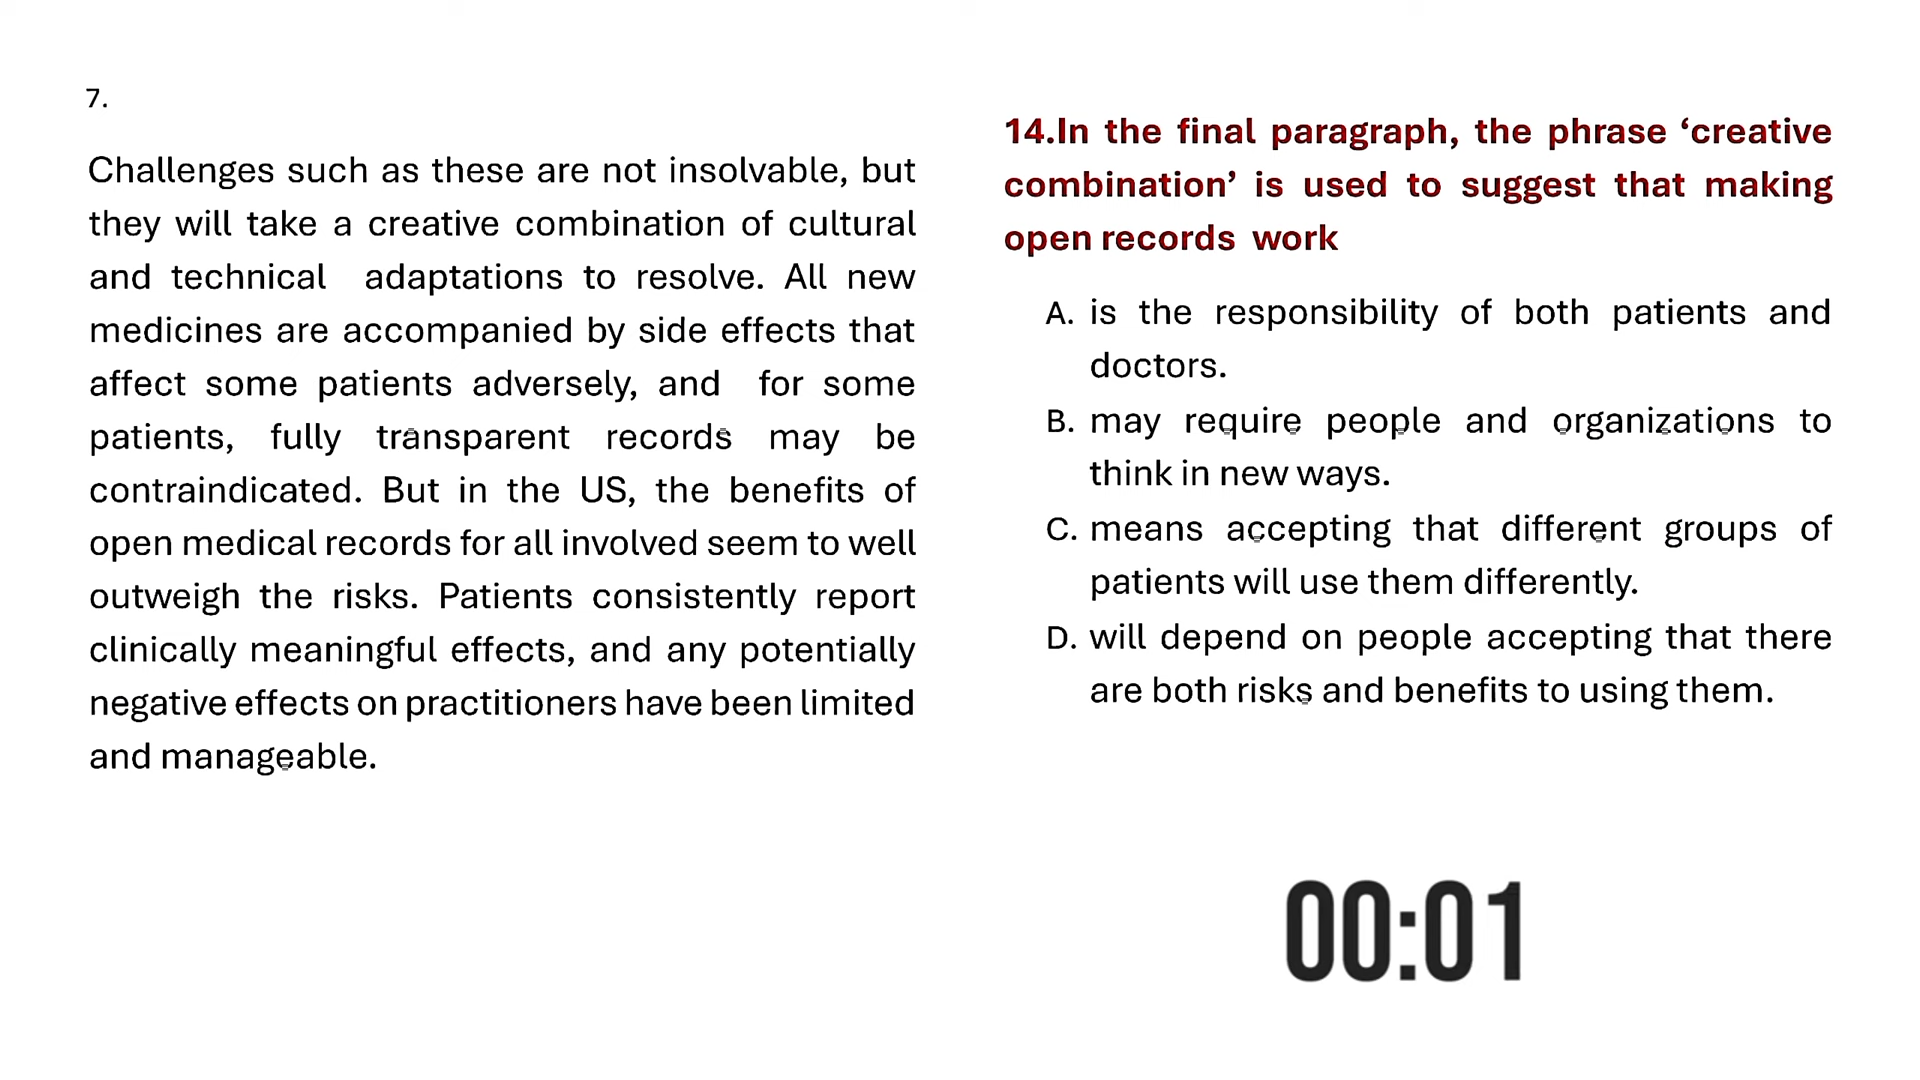 7.
Challenges such as these are not insolvable, but
they will take a creative combination of cultural
and technical adaptations to resolve. All new
medicines are accompanied by side effects that
affect some patients adversely, and for some
patients, fully transparent records may be
contraindicated. But in the US, the benefits of
open medical records for all involved seem to well
outweigh the risks. Patients consistently report
clinically meaningful effects, and any potentially
negative effects on practitioners have been limited
and manageable.
14.In the final paragraph, the phrase ‘creative
combination’ is used to suggest that making
open records work
A. is the responsibility of both patients and
doctors.
B. may require people and organizations to
think in new ways.
C. means accepting that different groups of
patients will use them differently.
D. will depend on people accepting that there
are both risks and benefits to using them.
00:01